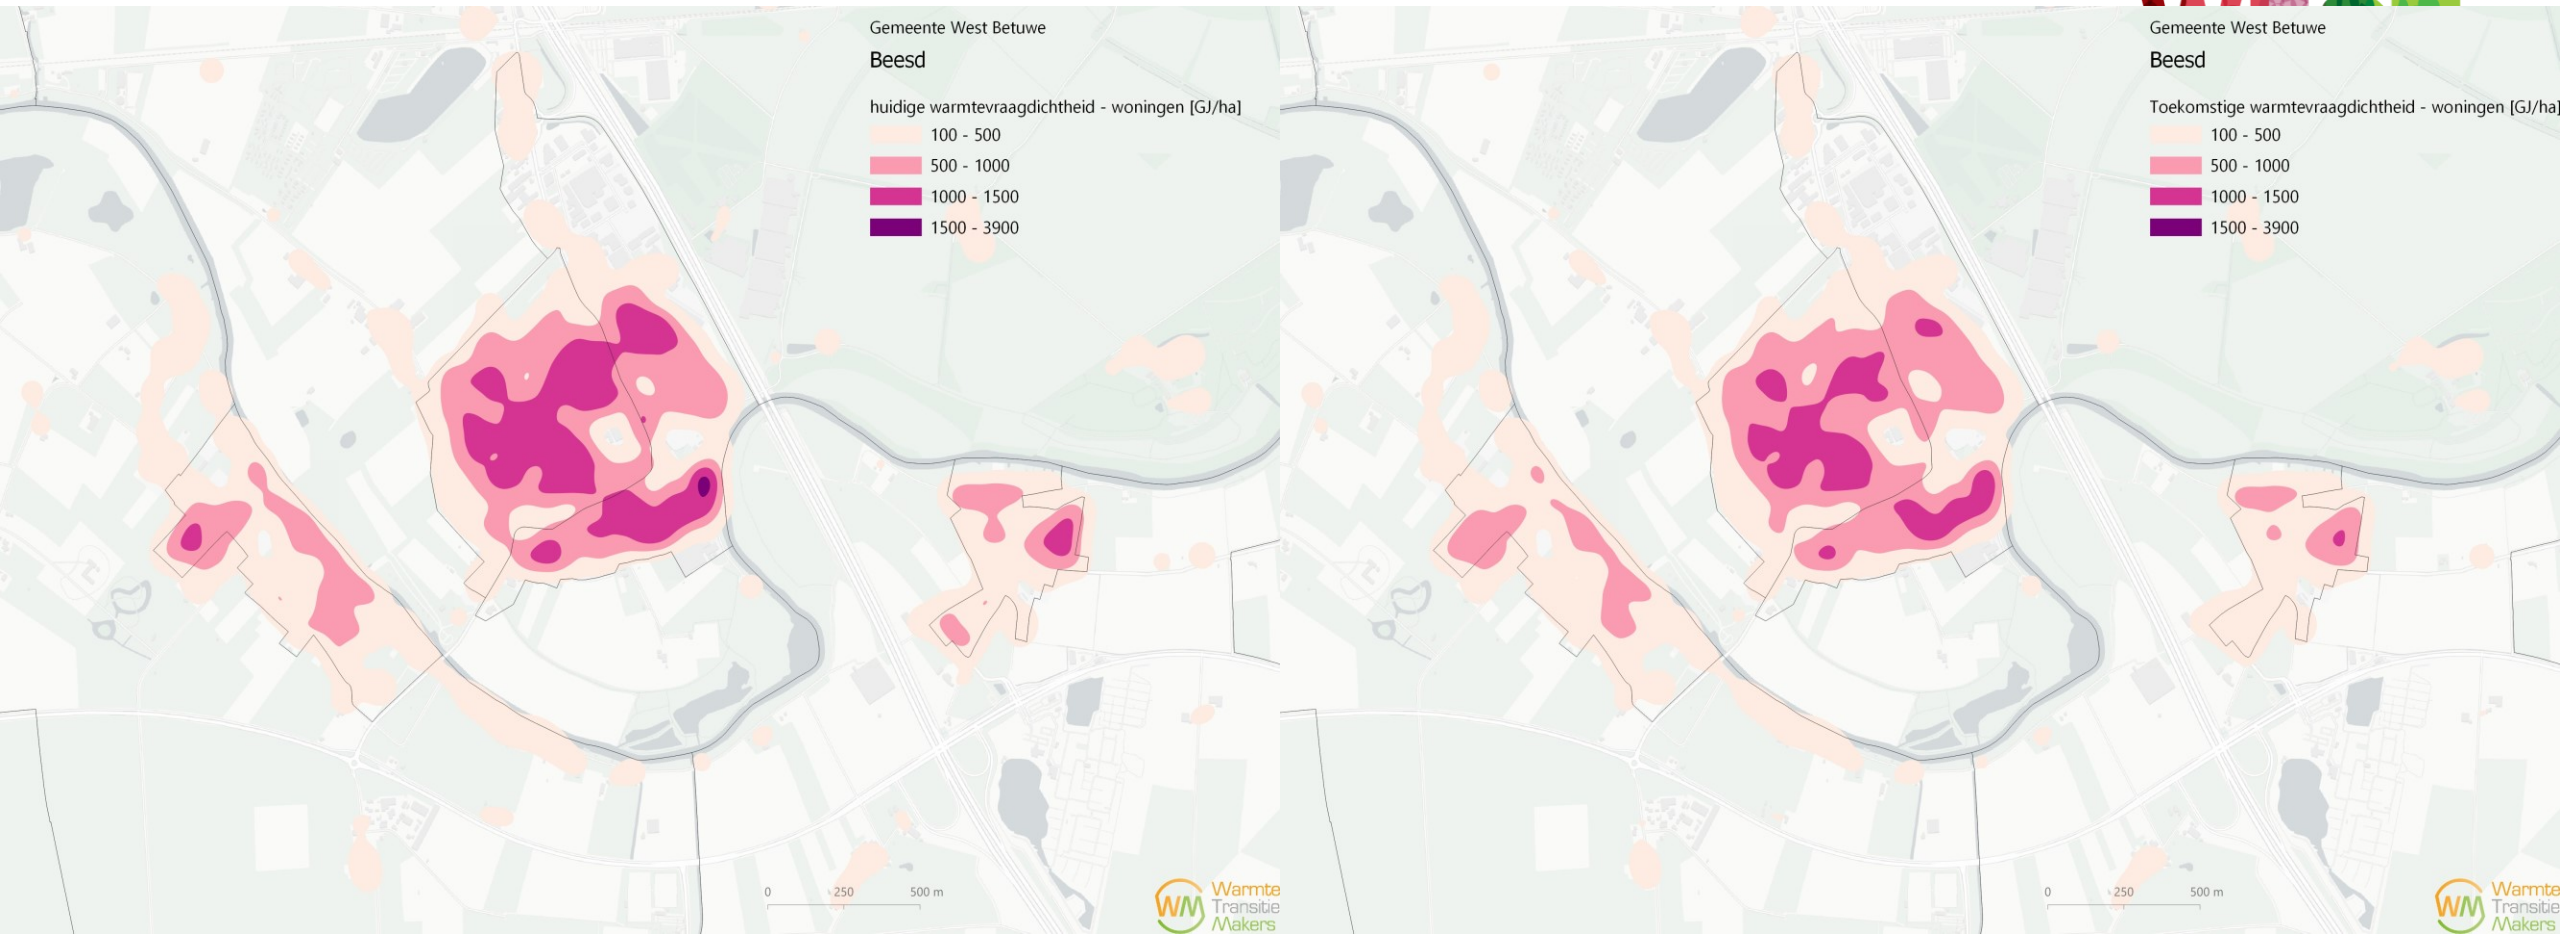 Gemeente West Betuwe
Beesd
huidige warmtevraagdichtheid - woningen [GJ/ha]
100 - 500
500 - 1000
1000 - 1500
1500 - 3900
0 250 500 m
WM
Warmte
Transitie
Makers
Gemeente West Betuwe
Beesd
Toekomstige warmtevraagdichtheid - woningen [GJ/ha]
100 - 500
500 - 1000
1000 - 1500
1500 - 3900
0 250 500 m
WM
Warmte
Transitie
Makers